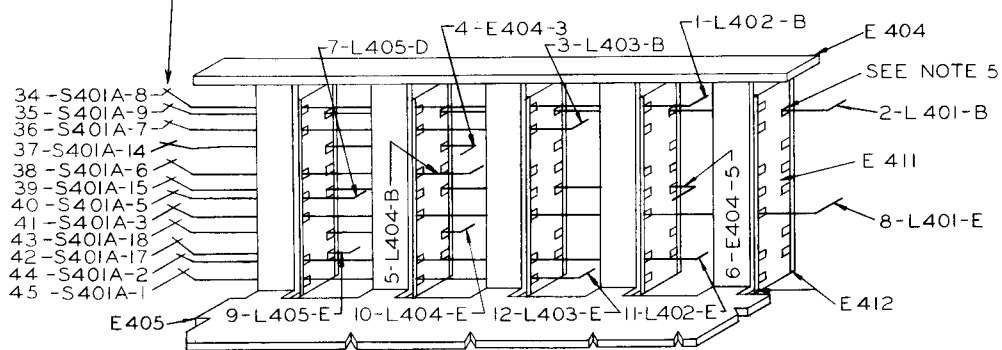 1-L402-B
4-E404-3
3-L403-B
7-L405-D
E 404
SEE NOTE 5
2-L401-B
E 411
8-L401-E
E412
34 -S401A-8
35 -S401A-9
36 -S401A-7
37 -S401A-14
38 -S401A-6
39 -S401A-15
40 -S401A-5
41 -S401A-3
43 -S401A-18
42 -S401A-17
44 -S401A-2
45 -S401A-1
5-L404-B
6-E404-5
E405
9-L405-E
10-L404-E
12-L403-E
11-L402-E